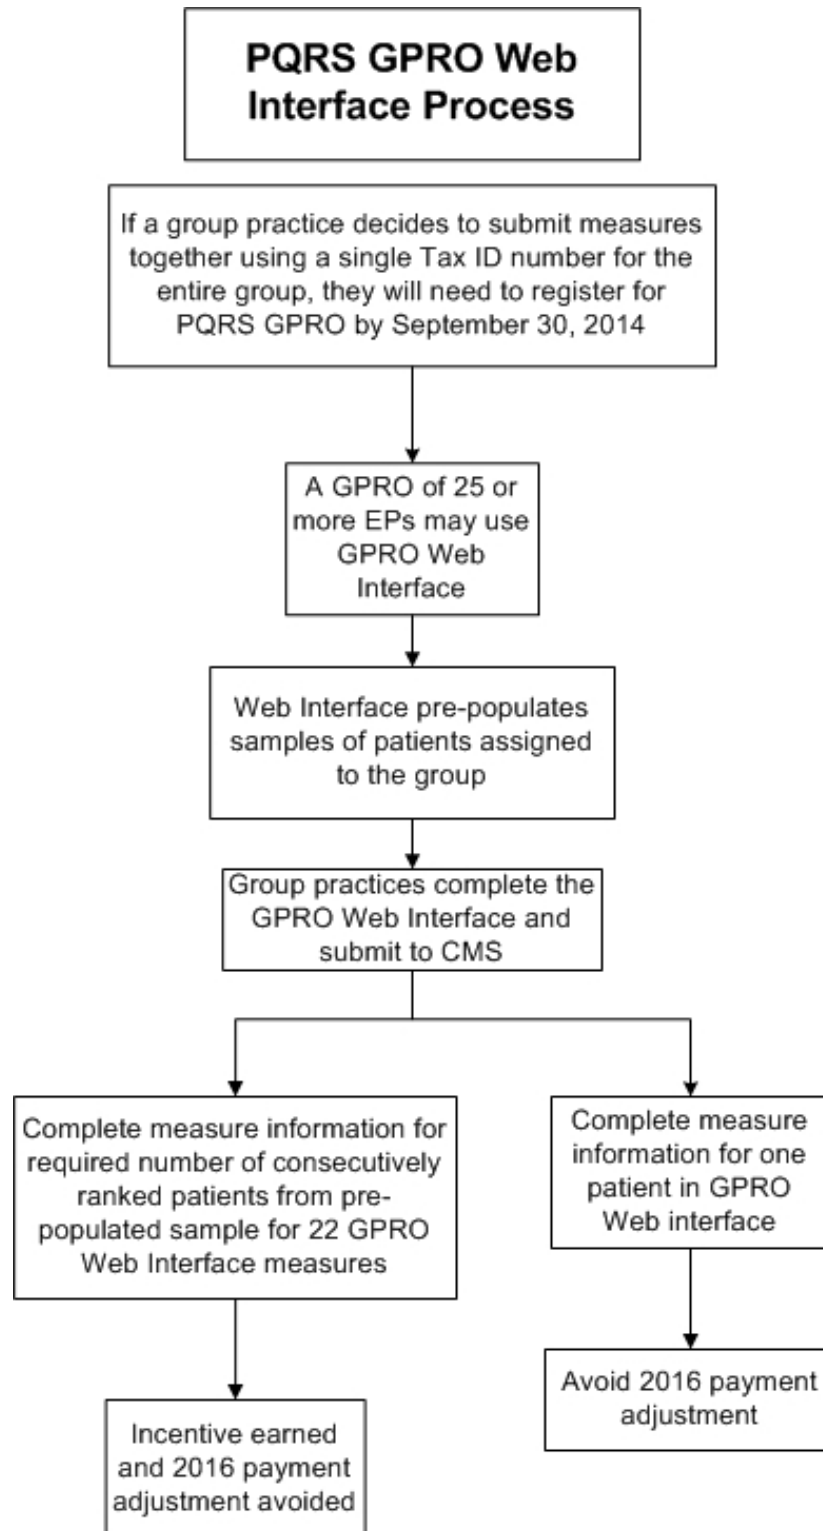 PQRS GPRO Web
Interface Process
If a group practice decides to submit measures
together using a single Tax ID number for the
entire group, they will need to register for
PQRS GPRO by September 30, 2014
A GPRO of 25 or
more EPs may use
GPRO Web
Interface
Web Interface pre-populates
samples of patients assigned
to the group
Group practices complete the
GPRO Web Interface and
submit to CMS
Complete measure information for
required number of consecutively
ranked patients from pre-
populated sample for 22 GPRO
Web Interface measures
Complete measure
information for one
patient in GPRO
Web interface
Incentive earned
and 2016 payment
adjustment avoided
Avoid 2016 payment
adjustment